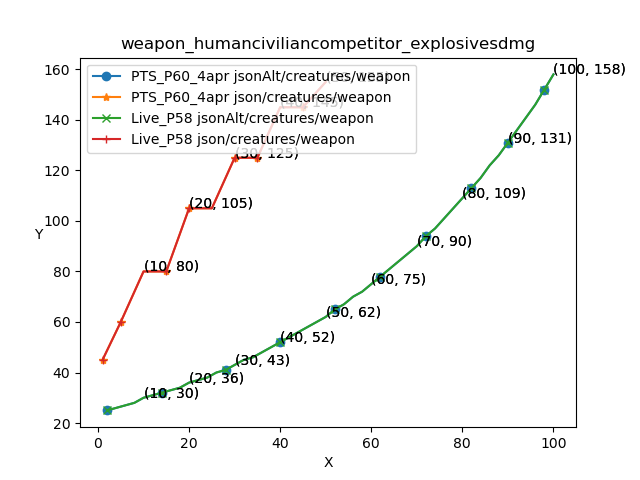 weapon_humanciviliancompetitor_explosivesdmg
PTS_P60_4apr jsonAlt/creatures/weapon
PTS_P60_4apr json/creatures/weapon
Live_P58 jsonAlt/creatures/weapon
Live_P58 json/creatures/weapon
(100, 158)
(40, 145)
(90, 131)
(30, 125)
(80, 109)
(20, 105)
(70, 90)
(10, 80)
(60, 75)
(50, 62)
(40, 52)
(30, 43)
(20, 36)
(10, 30)
160
140
120
100
80
60
40
20
Y
0 20 40 60 80 100
X